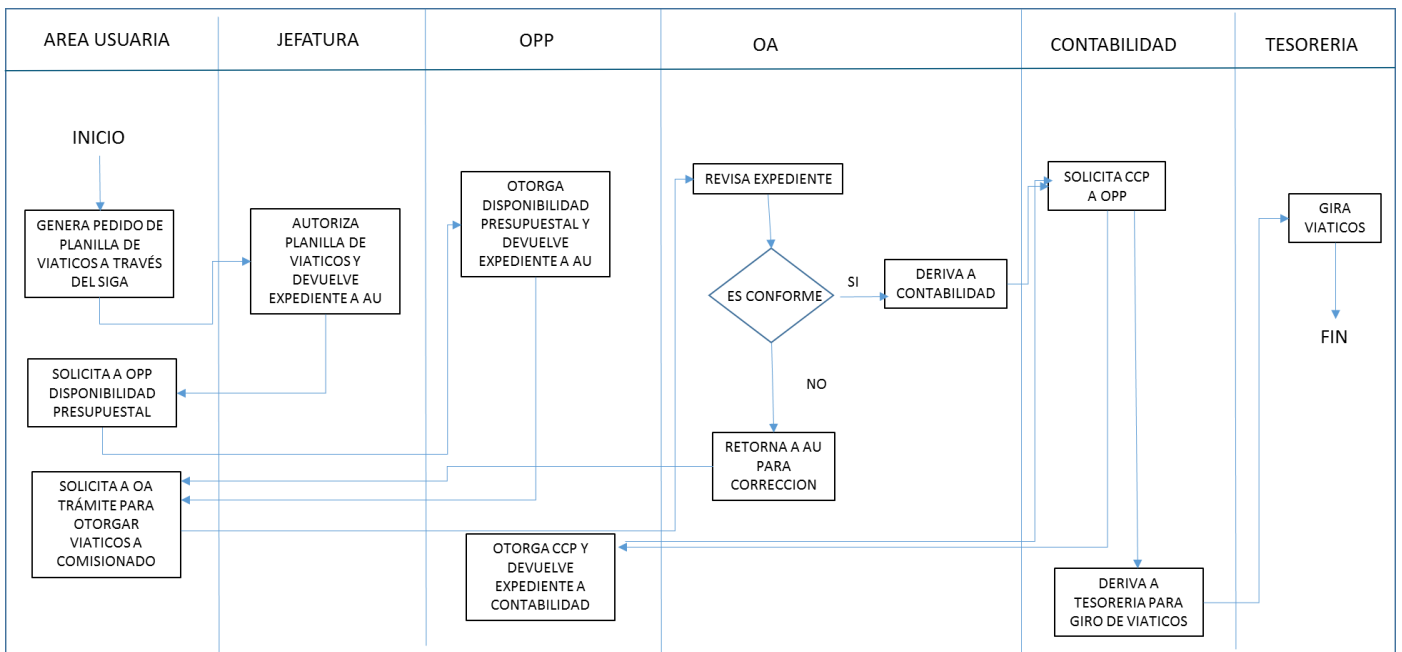 AREA USUARIA
JEFATURA
OPP
OA
CONTABILIDAD
TESORERIA
INICIO
GENERA PEDIDO DE
PLANILLA DE
VIATICOS A TRAVÉS
DEL SIGA
SOLICITA A OPP
DISPONIBILIDAD
PRESUPUESTAL
SOLICITA A OA
TRÁMITE PARA
OTORGAR
VIATICOS A
COMISIONADO
AUTORIZA
PLANILLA DE
VIATICOS Y
DEVUELVE
EXPEDIENTE A AU
OTORGA
DISPONIBILIDAD
PRESUPUESTAL Y
DEVUELVE
EXPEDIENTE A AU
OTORGA CCP Y
DEVUELVE
EXPEDIENTE A
CONTABILIDAD
REVISA EXPEDIENTE
ES CONFORME
SI
DERIVA A
CONTABILIDAD
NO
RETORNA A AU
PARA
CORRECCION
SOLICITA CCP
A OPP
DERIVA A
TESORERIA PARA
GIRO DE VIATICOS
GIRA
VIATICOS
FIN